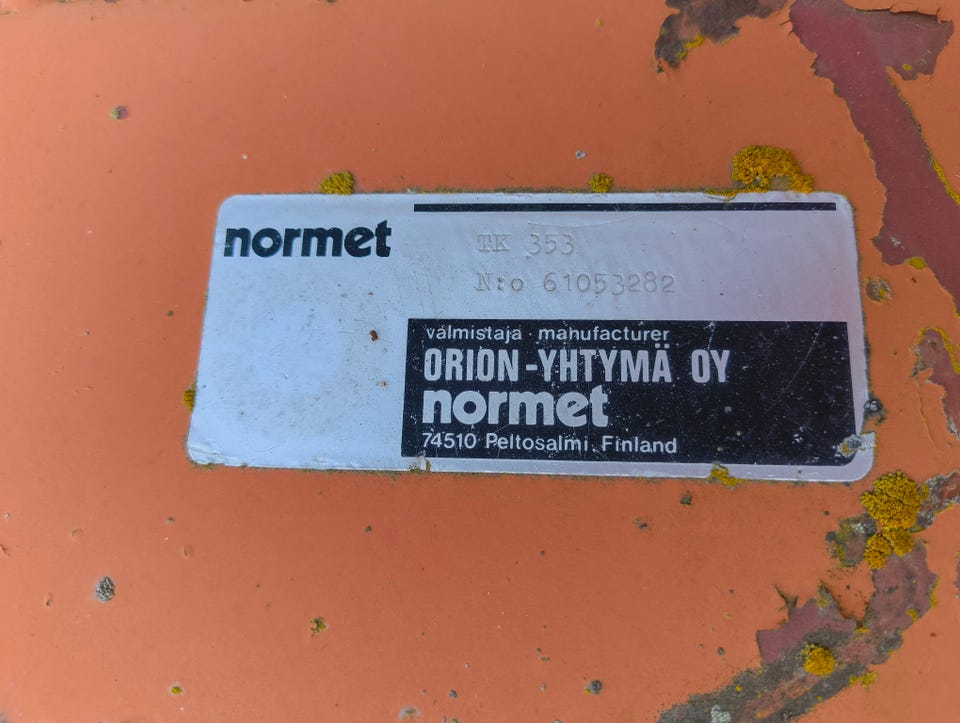 normet
TK 353
N:o 61053282
valmistaja manufacturer
ORION-YHTYMÄ OY
normet
74510 Peltosalmi. Finland